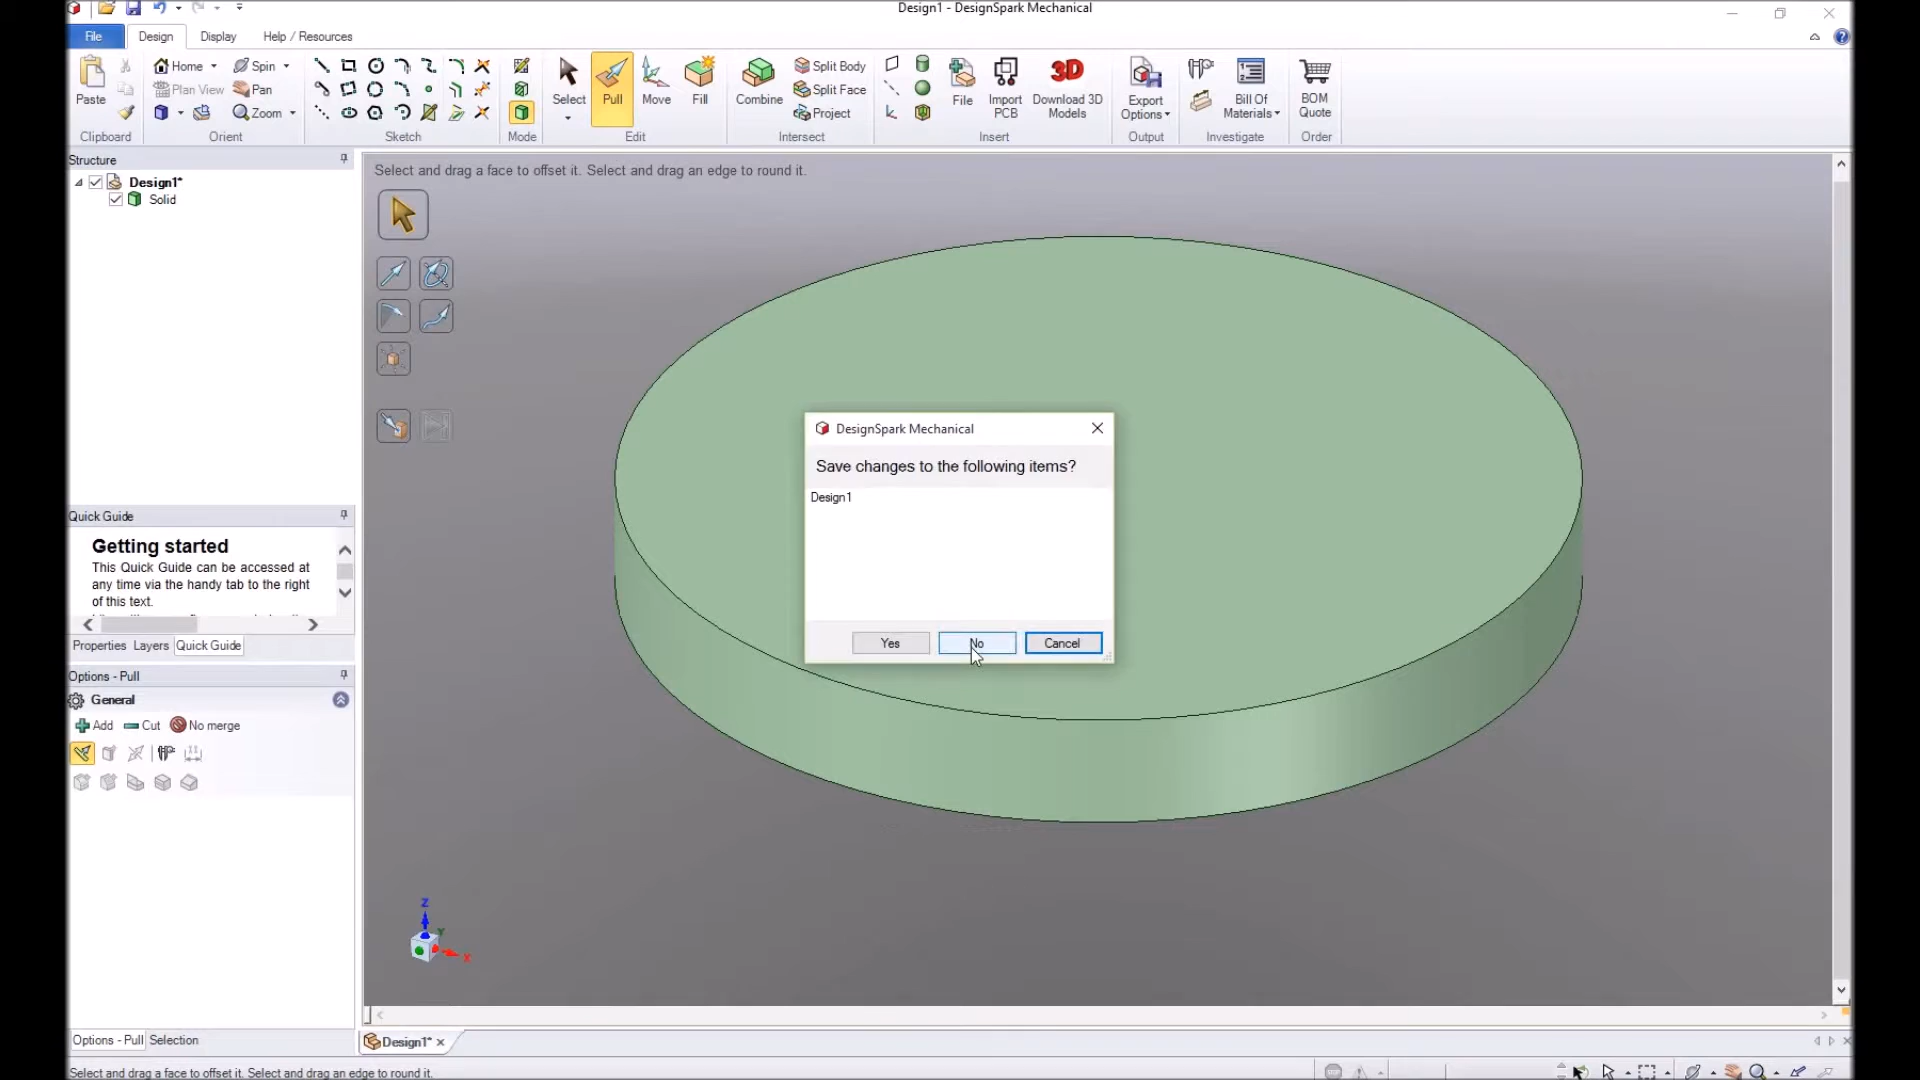 Design1 - DesignSpark Mechanical
File Design Display Help / Resources
Paste
Clipboard
Home Spin
Plan View Pan
Zoom
Orient
Sketch
Mode
Select Pull Move Fill
Edit
Combine
Split Body
Split Face
Project
Intersect
File
Import
PCB
Download 3D
Models
3D
Insert
Export
Options
Output
Bill Of
Materials
Investigate
BOM
Quote
Order
Structure
Design1*
Solid
Select and drag a face to offset it. Select and drag an edge to round it.
DesignSpark Mechanical
Save changes to the following items?
Design1
Yes No Cancel
Quick Guide
Getting started
This Quick Guide can be accessed at
any time via the handy tab to the right
of this text.
Properties Layers Quick Guide
Options - Pull
General
Add Cut No merge
Z
Y
X
Options - Pull Selection
Design1*
Select and drag a face to offset it. Select and drag an edge to round it.